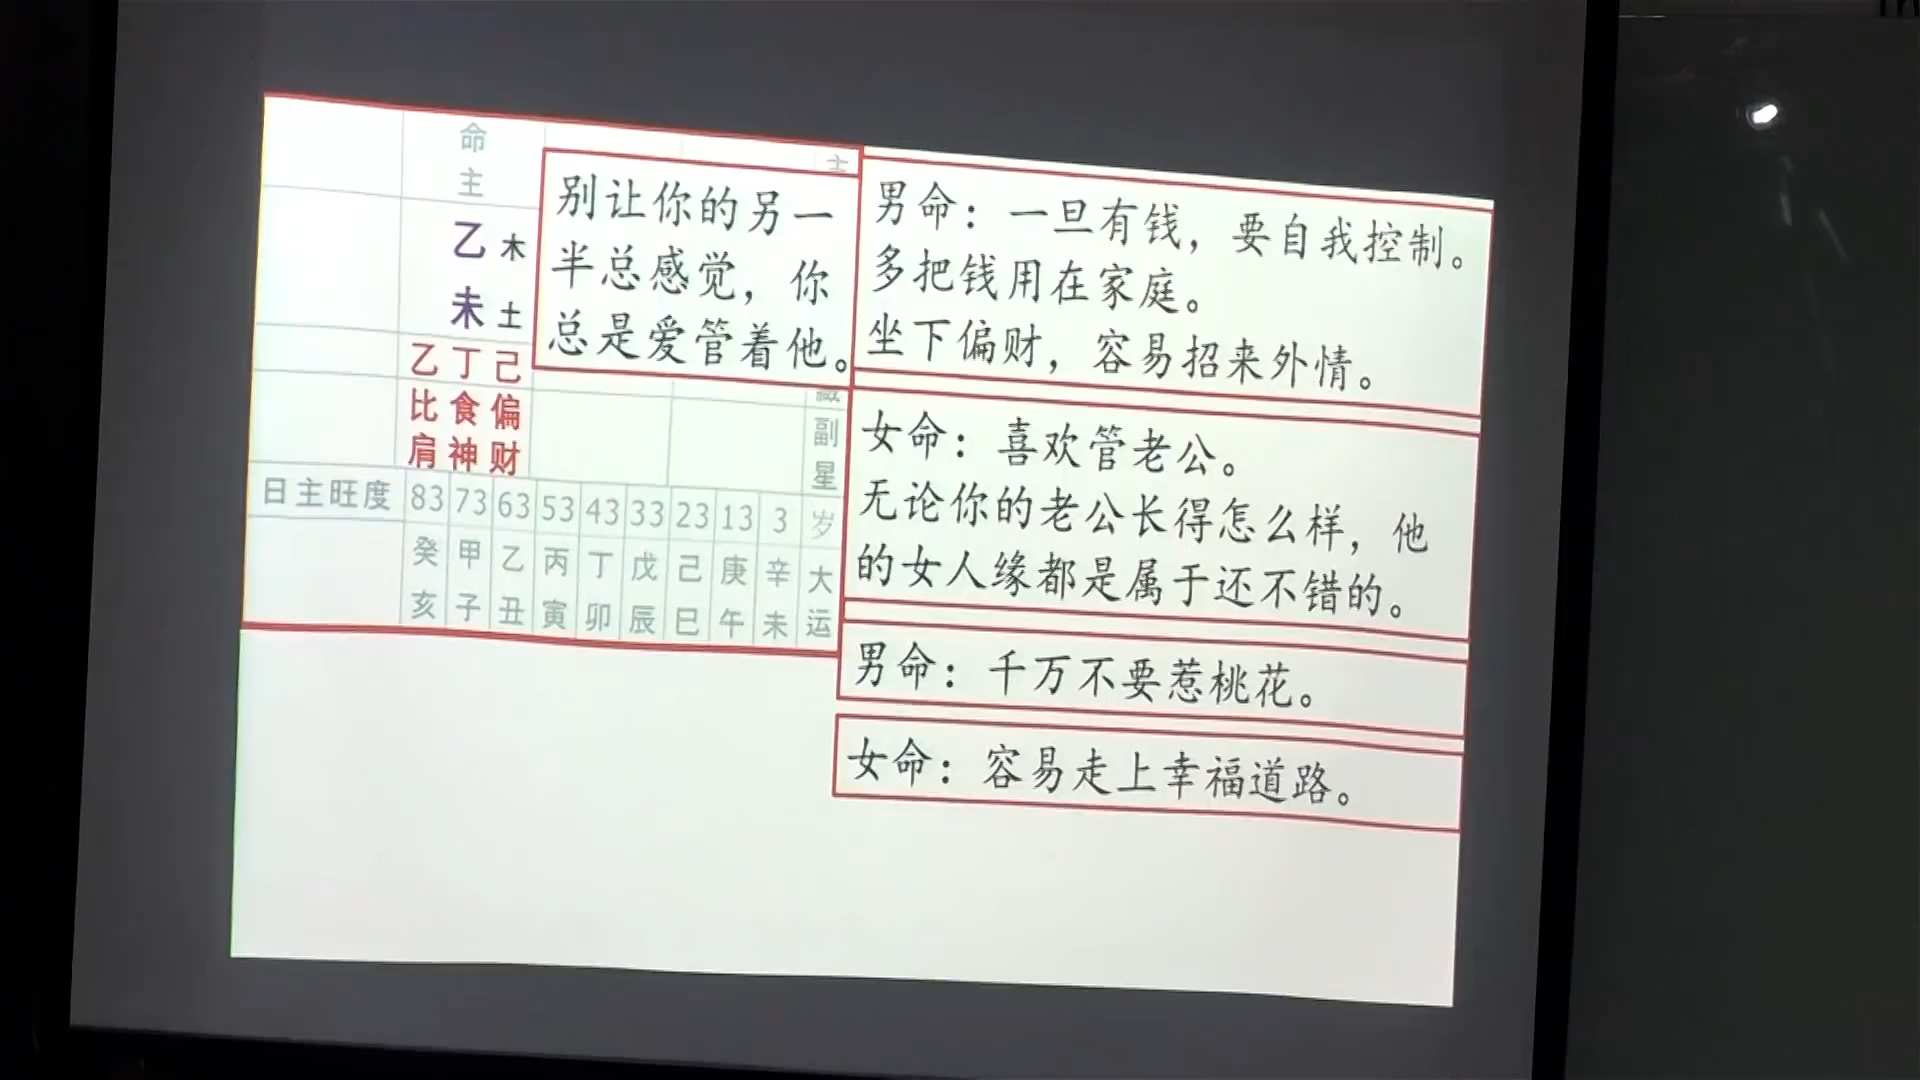 命
主
主
乙 木
未 土
乙 丁 己
比 食 偏
肩 神 财
藏
副
星
日主旺度 83 73 63 53 43 33 23 13 3 岁
癸 甲 乙 丙 丁 戊 己 庚 辛 大
亥 子 丑 寅 卯 辰 巳 午 未 运
别让你的另一
半总感觉，你
总是爱管着他。
男命：一旦有钱，要自我控制。
多把钱用在家庭。
坐下偏财，容易招来外情。
女命：喜欢管老公。
无论你的老公长得怎么样，他
的女人缘都是属于还不错的。
男命：千万不要惹桃花。
女命：容易走上幸福道路。